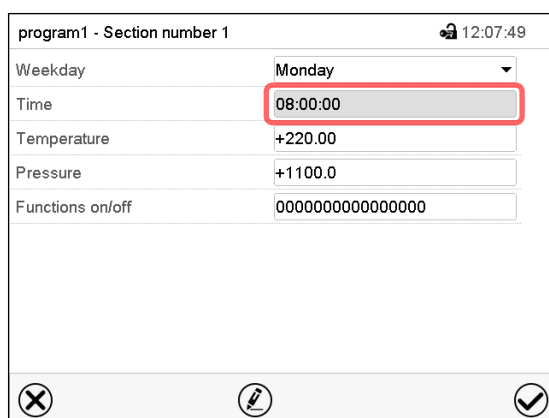 program1 - Section number 1 12:07:49
Weekday Monday
Time 08:00:00
Temperature +220.00
Pressure +1100.0
Functions on/off 0000000000000000